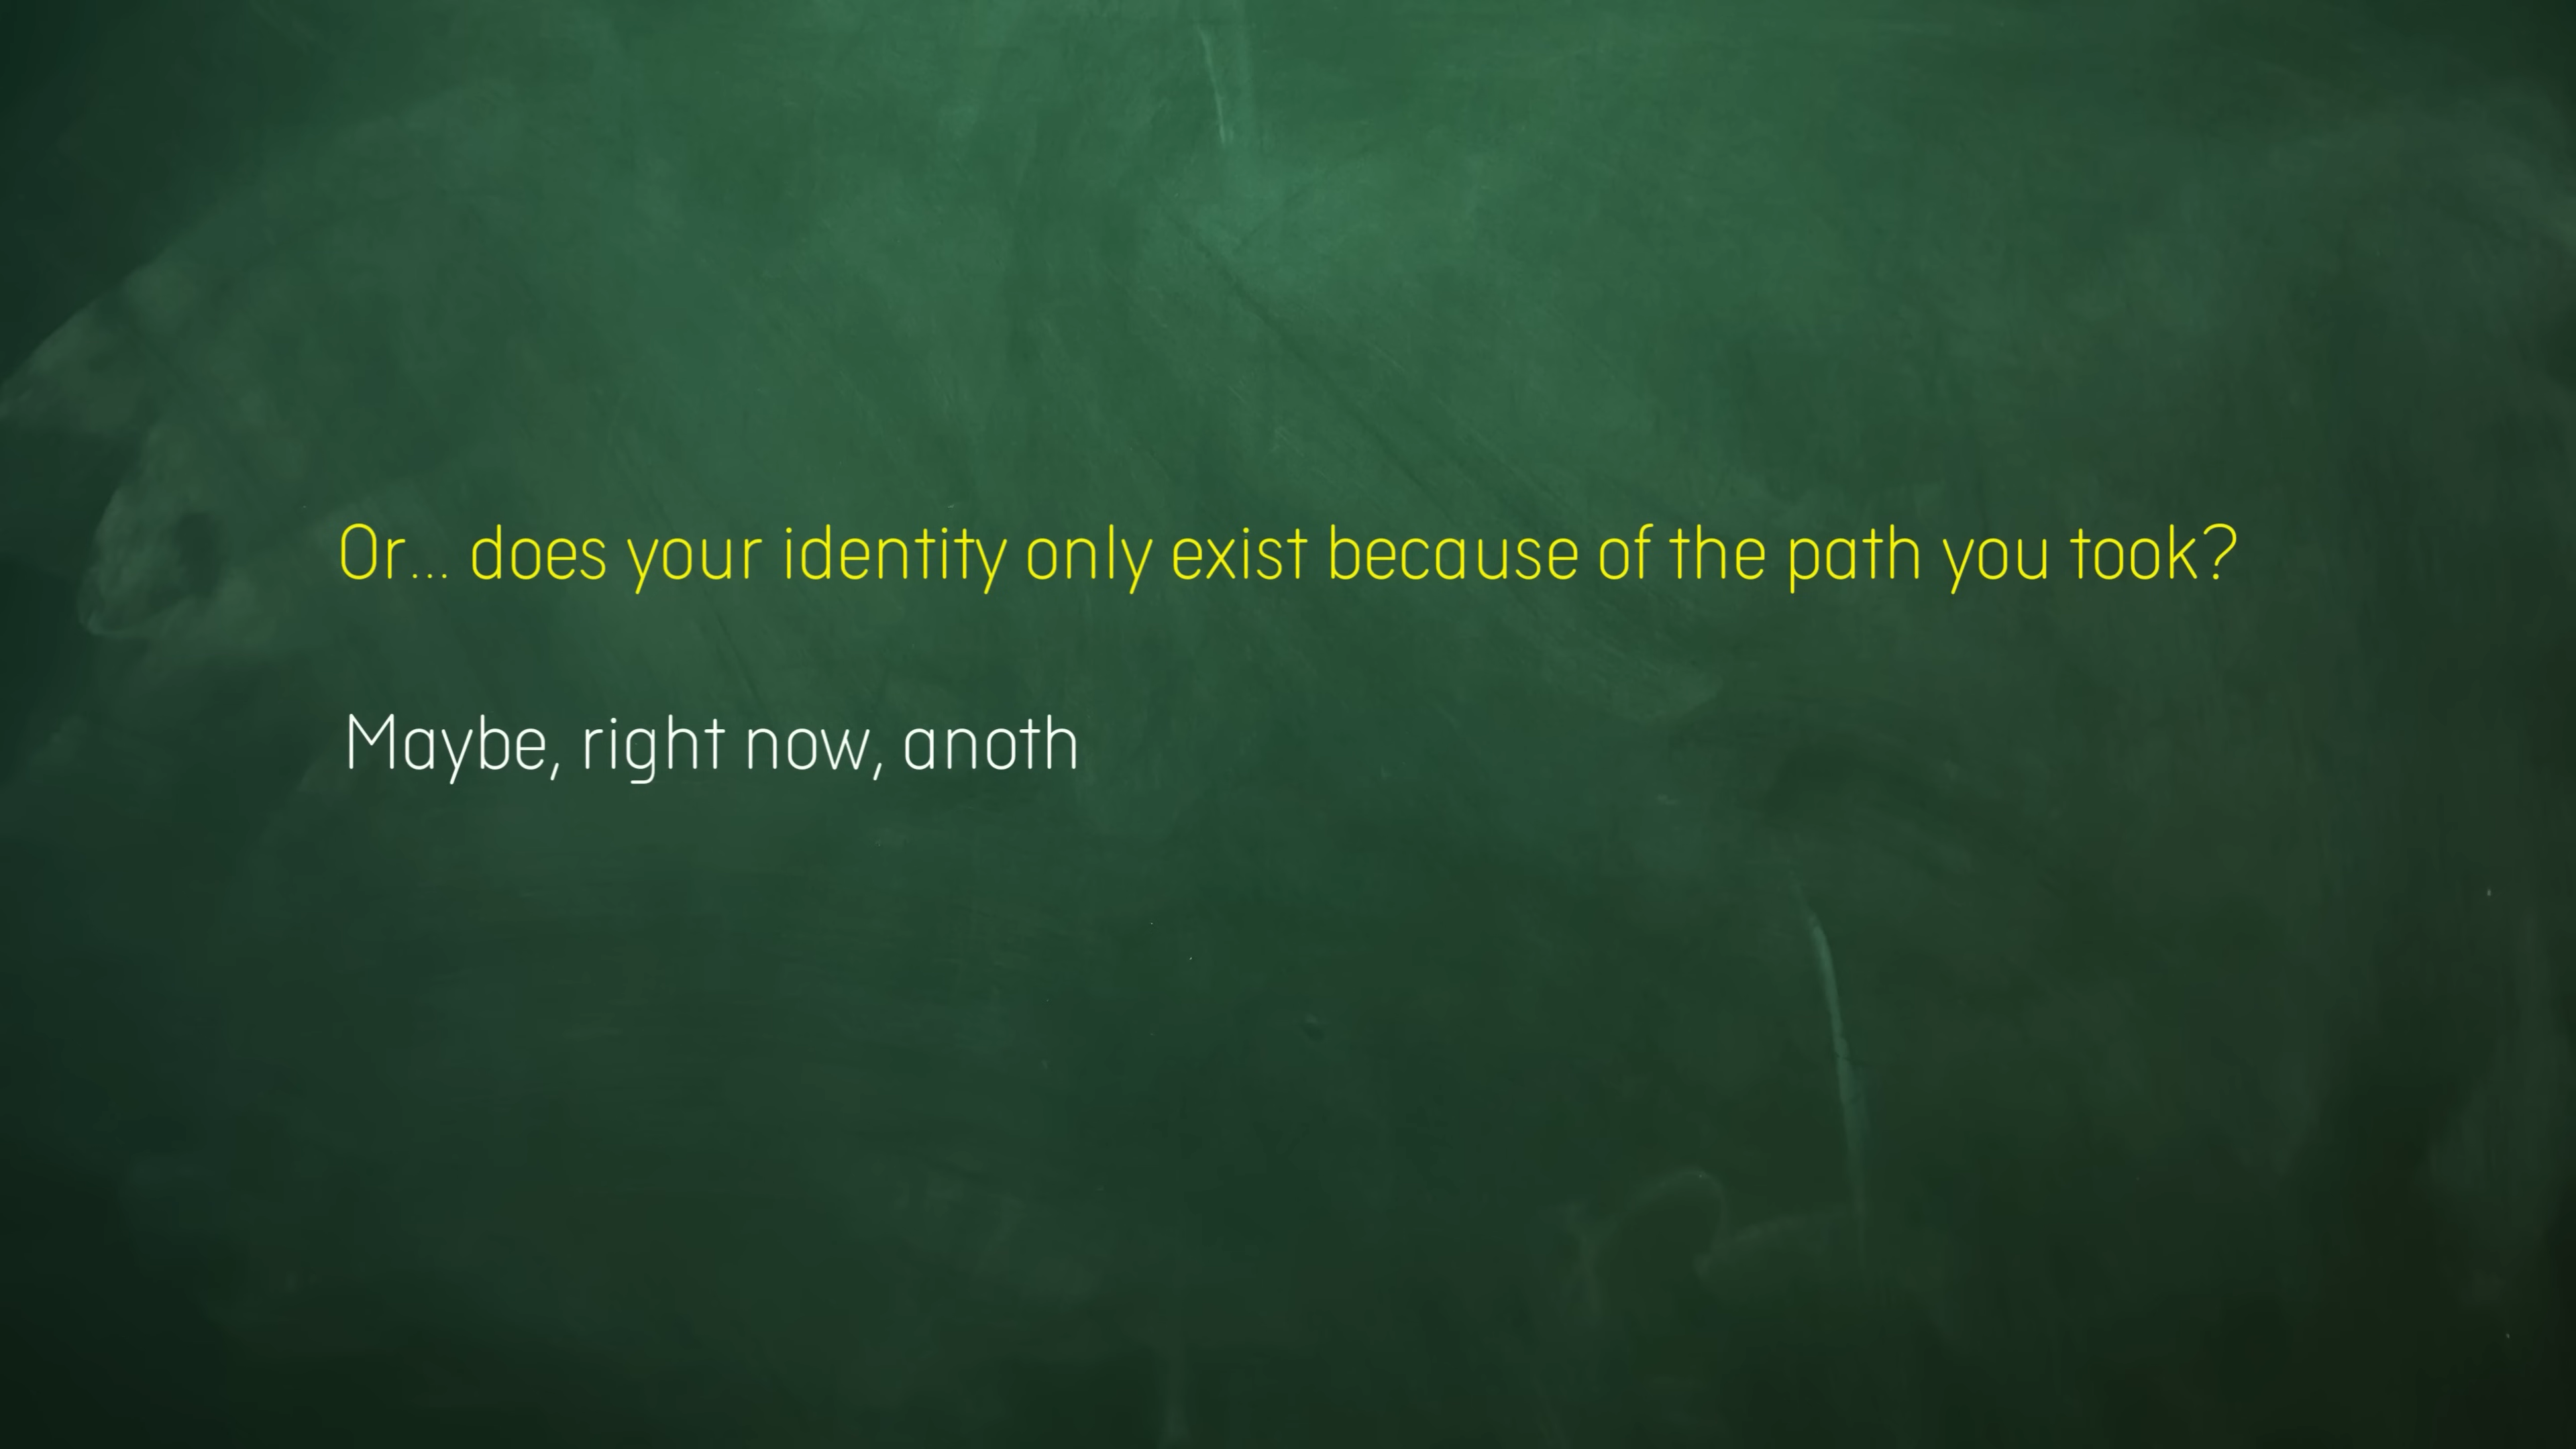 Or... does your identity only exist because of the path you took?
Maybe, right now, anoth